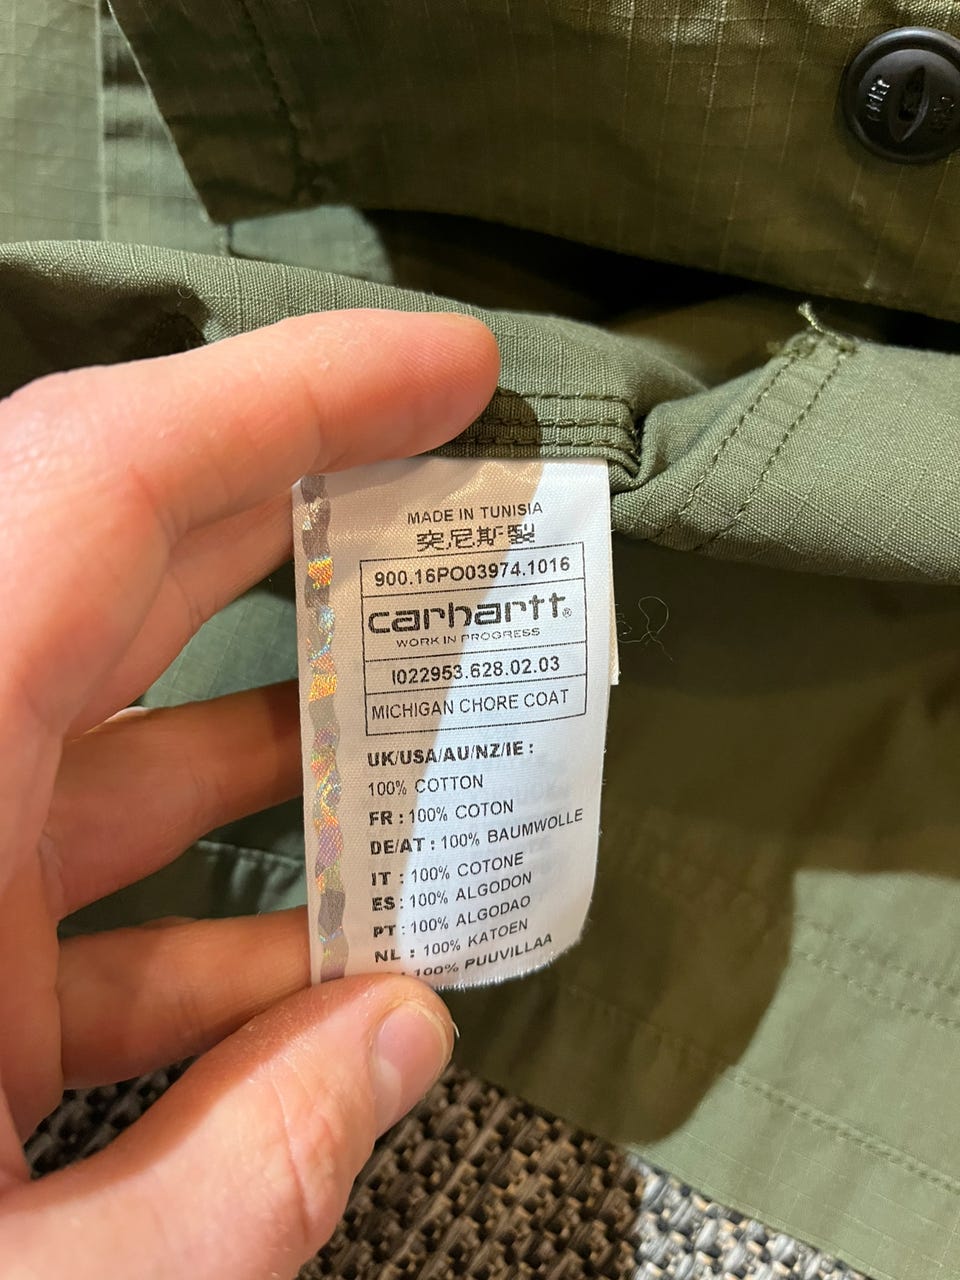 MADE IN TUNISIA
突尼斯製
900.16PO03974.1016
carhartt®
WORK IN PROGRESS
I022953.628.02.03
MICHIGAN CHORE COAT
UK/USA/AU/NZ/IE :
100% COTTON
FR : 100% COTON
DE/AT : 100% BAUMWOLLE
IT : 100% COTONE
ES : 100% ALGODON
PT : 100% ALGODAO
NL : 100% KATOEN
: 100% PUUVILLAA